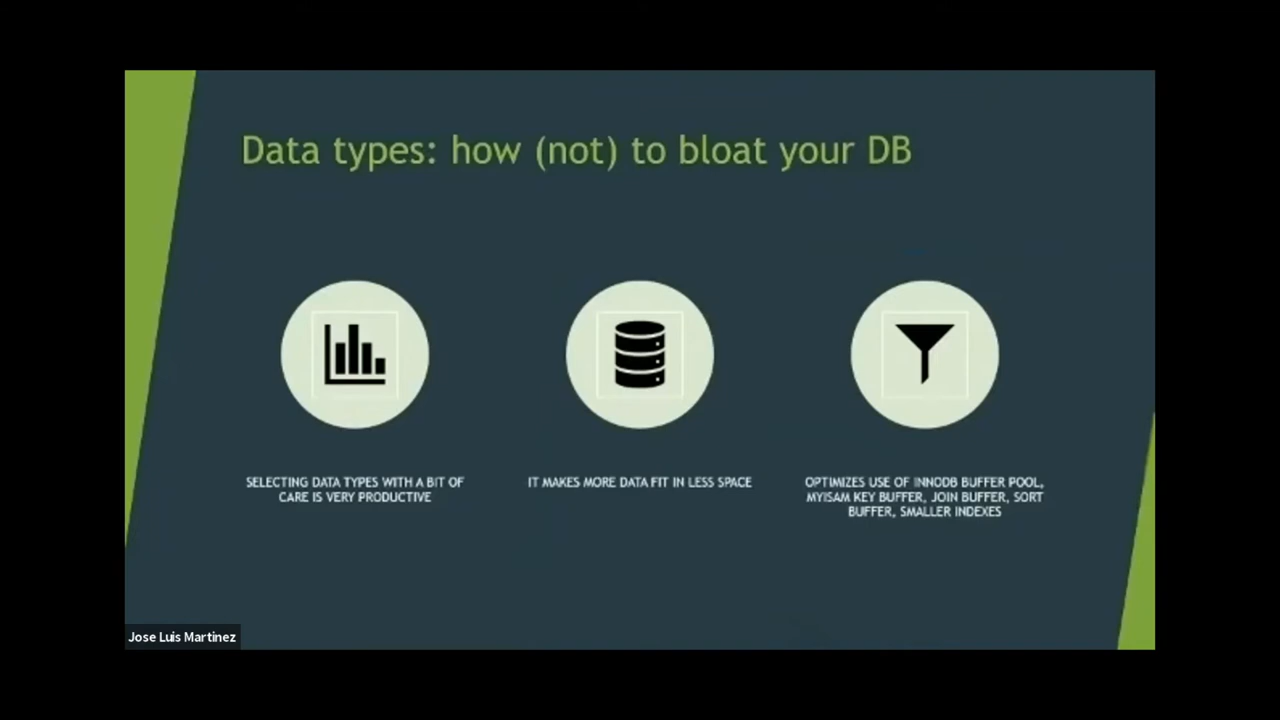 Data types: how (not) to bloat your DB
SELECTING DATA TYPES WITH A BIT OF
CARE IS VERY PRODUCTIVE
IT MAKES MORE DATA FIT IN LESS SPACE
OPTIMIZES USE OF INNODB BUFFER POOL,
MYISAM KEY BUFFER, JOIN BUFFER, SORT
BUFFER, SMALLER INDEXES
Jose Luis Martinez